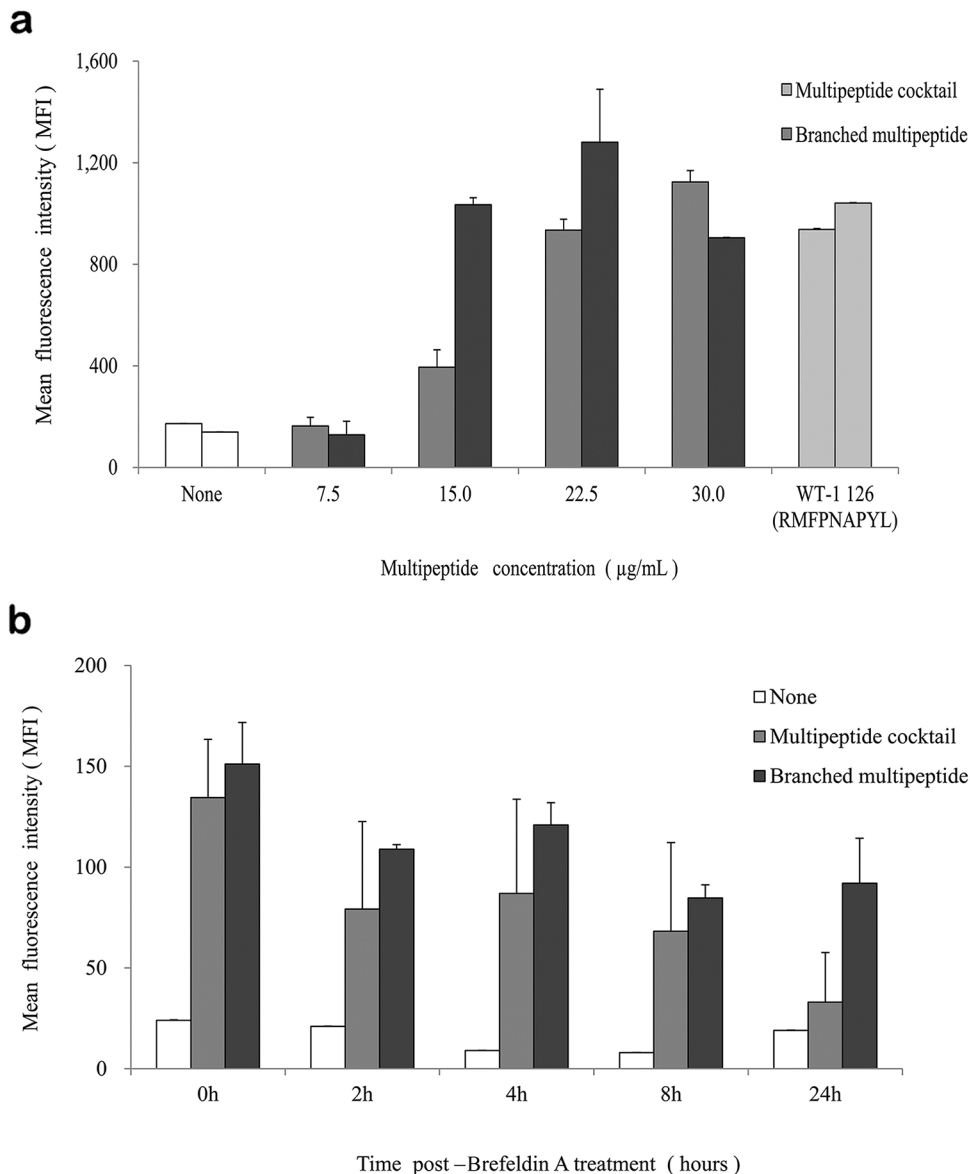 a
1,600
1,200
800
400
0
Mean fluorescence intensity ( MFI )
Multipeptide cocktail
Branched multipeptide
None
7.5
15.0
22.5
30.0
WT-1 126
(RMFPNAPYL)
Multipeptide concentration ( µg/mL )
b
200
150
100
50
0
Mean fluorescence intensity ( MFI )
None
Multipeptide cocktail
Branched multipeptide
0h
2h
4h
8h
24h
Time post –Brefeldin A treatment ( hours )